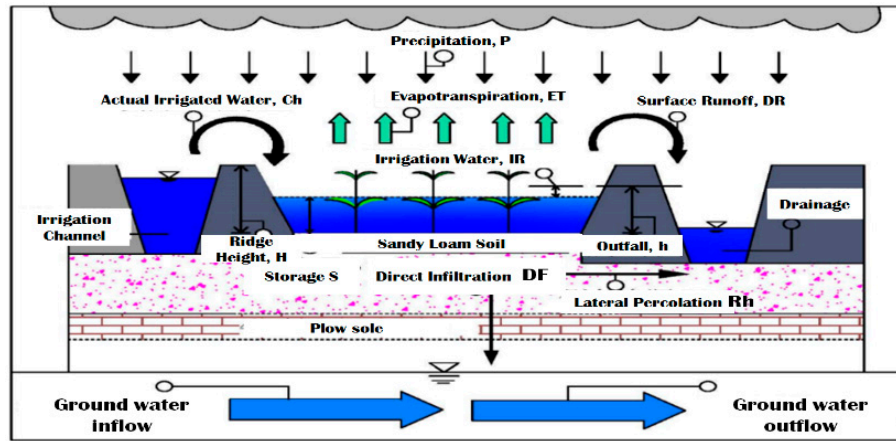 Precipitation, P
Actual Irrigated Water, Ch
Evapotranspiration, ET
Surface Runoff, DR
Irrigation Water, IR
Irrigation
Channel
Ridge
Height, H
Sandy Loam Soil
Outfall, h
Drainage
Storage S
Direct Infiltration DF
Lateral Percolation Rh
Plow sole
Ground water
inflow
Ground water
outflow